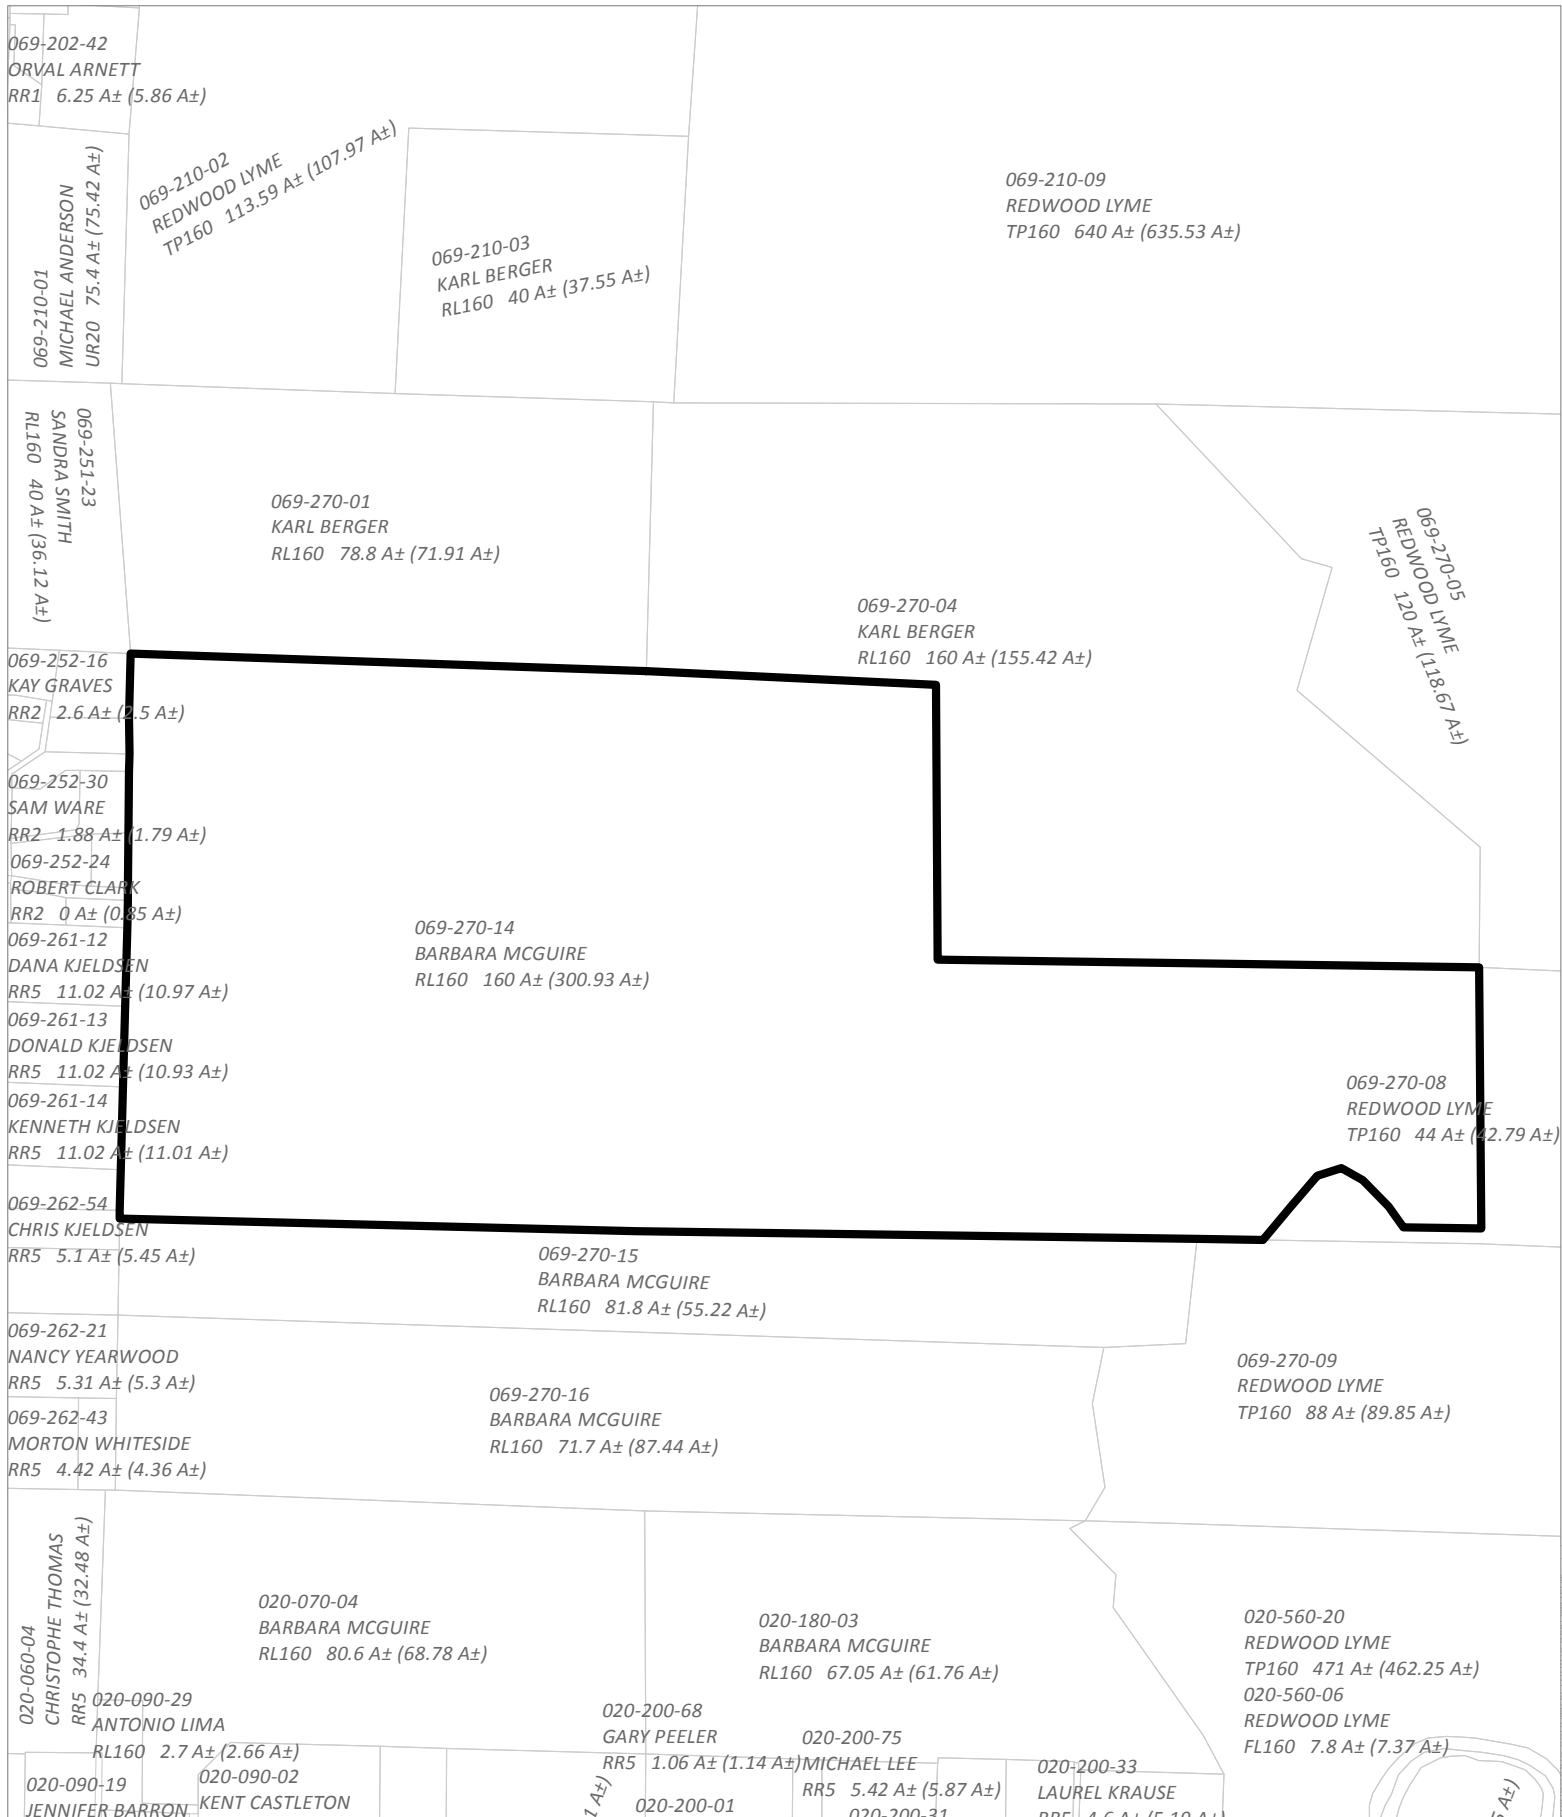 069-202-42
ORVAL ARNETT
RR1 6.25 A± (5.86 A±)
069-210-01
MICHAEL ANDERSON
UR20 75.4 A± (75.42 A±)
069-210-02
REDWOOD LYME
TP160 113.59 A± (107.97 A±)
069-210-03
KARL BERGER
RL160 40 A± (37.55 A±)
069-210-09
REDWOOD LYME
TP160 640 A± (635.53 A±)
069-251-23
SANDRA SMITH
RL160 40 A± (36.12 A±)
069-270-01
KARL BERGER
RL160 78.8 A± (71.91 A±)
069-270-04
KARL BERGER
RL160 160 A± (155.42 A±)
069-270-05
REDWOOD LYME
TP160 120 A± (118.67 A±)
069-252-16
KAY GRAVES
RR2 2.6 A± (2.5 A±)
069-252-30
SAM WARE
RR2 1.88 A± (1.79 A±)
069-252-24
ROBERT CLARK
RR2 0 A± (0.85 A±)
069-261-12
DANA KJELDSEN
RR5 11.02 A± (10.97 A±)
069-261-13
DONALD KJELDSEN
RR5 11.02 A± (10.93 A±)
069-261-14
KENNETH KJELDSEN
RR5 11.02 A± (11.01 A±)
069-262-54
CHRIS KJELDSEN
RR5 5.1 A± (5.45 A±)
069-270-14
BARBARA MCGUIRE
RL160 160 A± (300.93 A±)
069-270-08
REDWOOD LYME
TP160 44 A± (42.79 A±)
069-270-15
BARBARA MCGUIRE
RL160 81.8 A± (55.22 A±)
069-262-21
NANCY YEARWOOD
RR5 5.31 A± (5.3 A±)
069-262-43
MORTON WHITESIDE
RR5 4.42 A± (4.36 A±)
069-270-16
BARBARA MCGUIRE
RL160 71.7 A± (87.44 A±)
069-270-09
REDWOOD LYME
TP160 88 A± (89.85 A±)
020-060-04
CHRISTOPHE THOMAS
RR5 34.4 A± (32.48 A±)
020-070-04
BARBARA MCGUIRE
RL160 80.6 A± (68.78 A±)
020-180-03
BARBARA MCGUIRE
RL160 67.05 A± (61.76 A±)
020-560-20
REDWOOD LYME
TP160 471 A± (462.25 A±)
020-560-06
REDWOOD LYME
FL160 7.8 A± (7.37 A±)
020-090-29
ANTONIO LIMA
RL160 2.7 A± (2.66 A±)
020-090-19
JENNIFER BARRON
020-090-02
KENT CASTLETON
020-200-68
GARY PEELER
RR5 1.06 A± (1.14 A±)
020-200-75
MICHAEL LEE
RR5 5.42 A± (5.87 A±)
020-200-33
LAUREL KRAUSE
RR5 4.6 A± (5.19 A±)
1 A±)
020-200-01
020-200-31
A±)